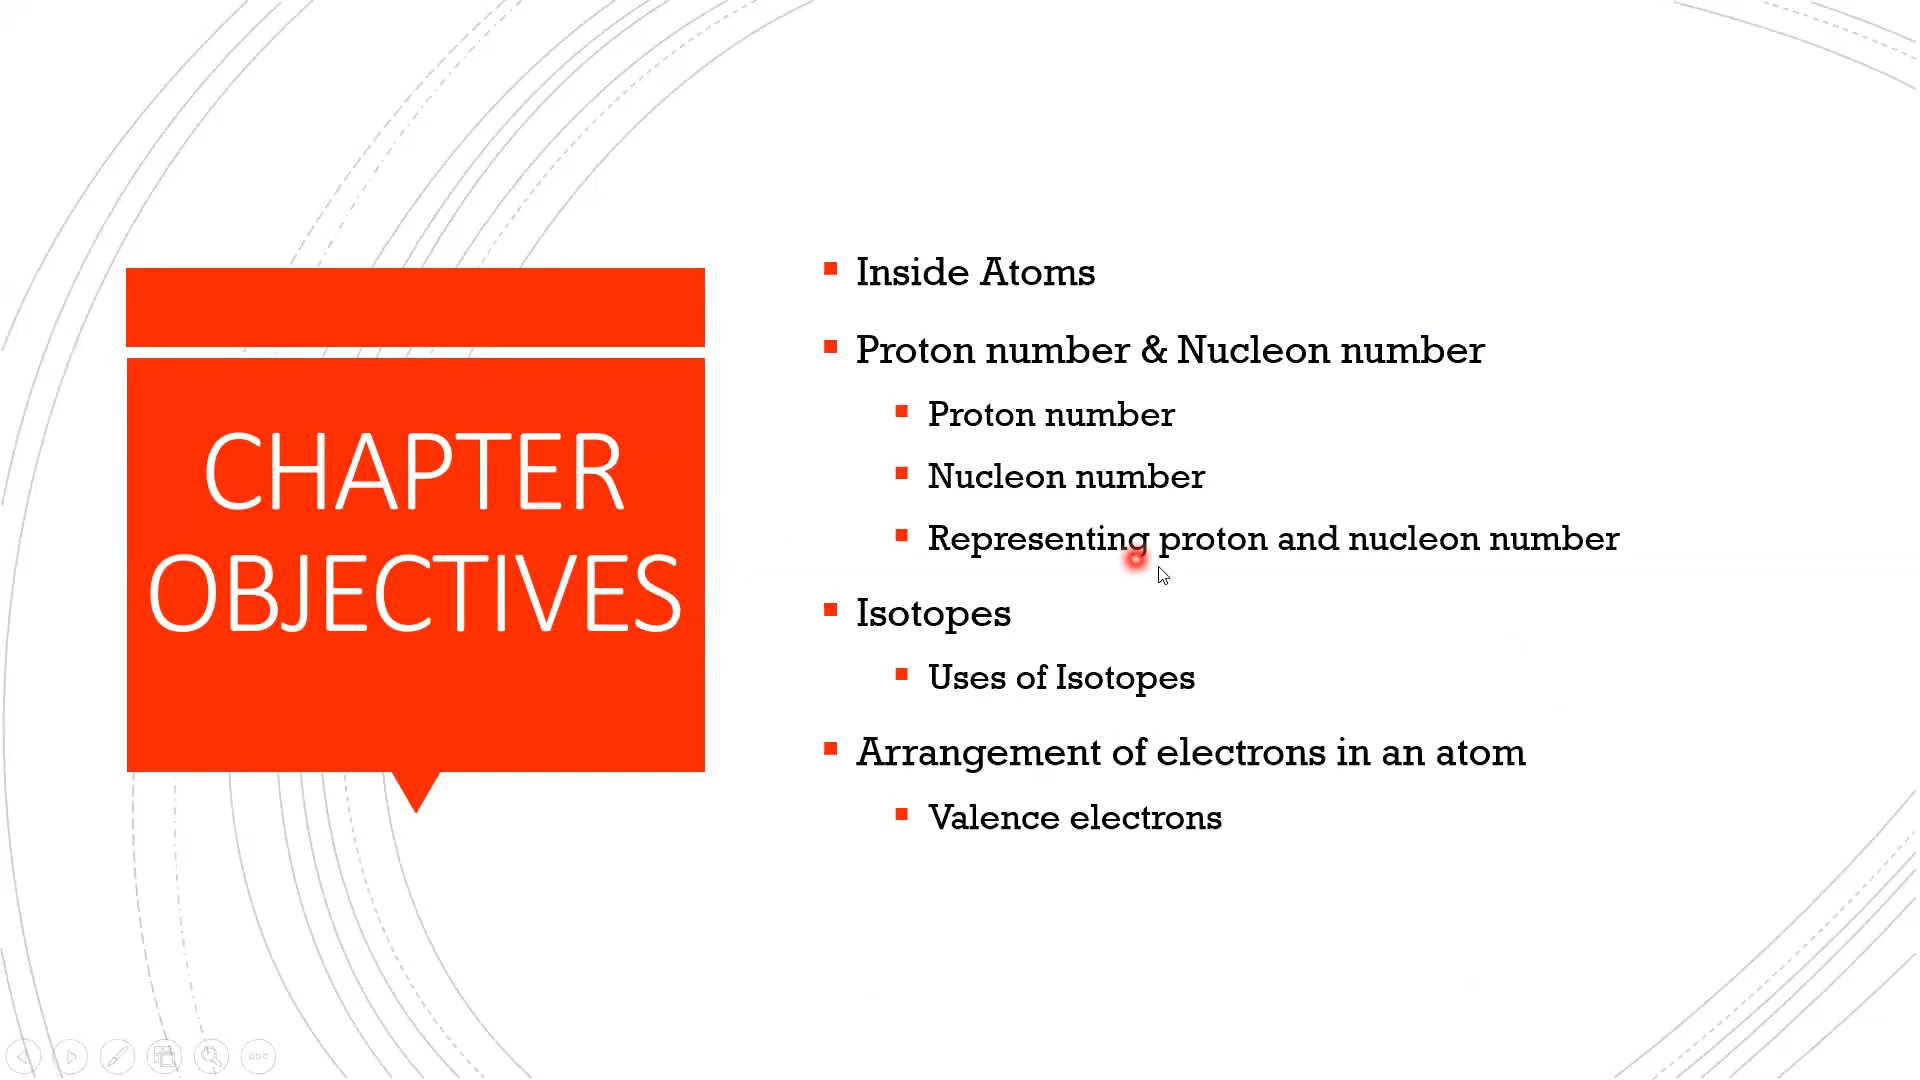 CHAPTER
OBJECTIVES
Inside Atoms
Proton number & Nucleon number
Proton number
Nucleon number
Representing proton and nucleon number
Isotopes
Uses of Isotopes
Arrangement of electrons in an atom
Valence electrons